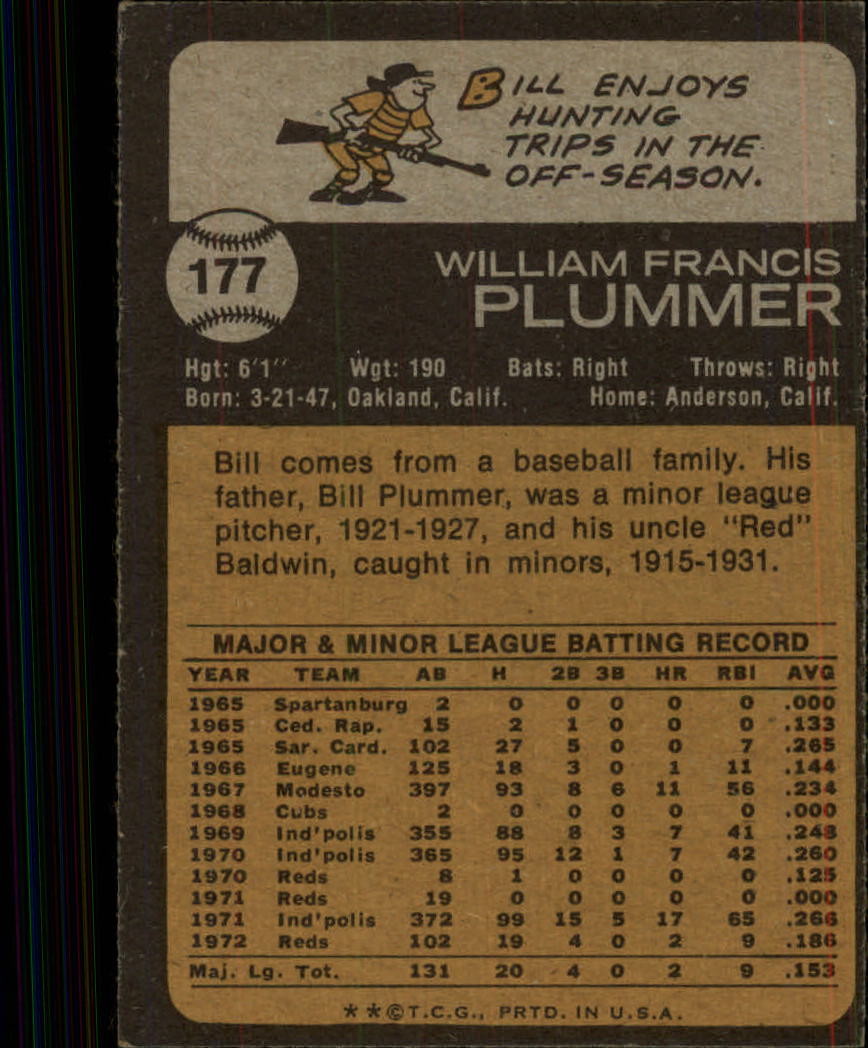 BILL ENJOYS
HUNTING
TRIPS IN THE
OFF-SEASON.
177
WILLIAM FRANCIS
PLUMMER
Hgt: 6'1" Wgt: 190 Bats: Right Throws: Right
Born: 3-21-47, Oakland, Calif. Home: Anderson, Calif.
Bill comes from a baseball family. His
father, Bill Plummer, was a minor league
pitcher, 1921-1927, and his uncle "Red"
Baldwin, caught in minors, 1915-1931.
MAJOR & MINOR LEAGUE BATTING RECORD
YEAR TEAM AB H 2B 3B HR RBI AVG
1965 Spartanburg 2 0 0 0 0 0 .000
1965 Ced. Rap. 15 2 1 0 0 0 .133
1965 Sar. Card. 102 27 5 0 0 7 .265
1966 Eugene 125 18 3 0 1 11 .144
1967 Modesto 397 93 8 6 11 56 .234
1968 Cubs 2 0 0 0 0 0 .000
1969 Ind'polis 355 88 8 3 7 41 .248
1970 Ind'polis 365 95 12 1 7 42 .260
1970 Reds 8 1 0 0 0 0 .125
1971 Reds 19 0 0 0 0 0 .000
1971 Ind'polis 372 99 15 5 17 65 .266
1972 Reds 102 19 4 0 2 9 .186
Maj. Lg. Tot. 131 20 4 0 2 9 .153
**©T.C.G., PRTD. IN U.S.A.